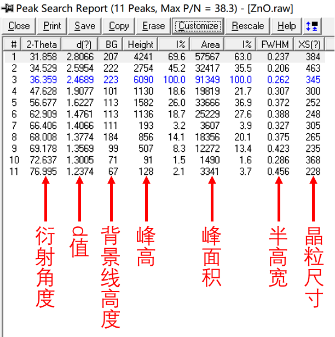 Peak Search Report (11 Peaks, Max P/N = 38.3) - [ZnO.raw]
Close Print Save Copy Erase Customize Rescale Help
# 2-Theta d(?) BG Height I% Area I% FWHM XS(?)
1 31.858 2.8066 207 4241 69.6 57567 63.0 0.237 384
2 34.529 2.5954 222 2754 45.2 32417 35.5 0.206 463
3 36.359 2.4689 223 6090 100.0 91349 100.0 0.262 345
4 47.628 1.9077 101 1130 18.6 19819 21.7 0.307 300
5 56.677 1.6227 113 1582 26.0 33666 36.9 0.372 252
6 62.909 1.4761 113 1136 18.7 25229 27.6 0.388 248
7 66.406 1.4066 111 193 3.2 3607 3.9 0.327 305
8 68.008 1.3774 184 856 14.1 18356 20.1 0.375 265
9 69.178 1.3569 99 507 8.3 12272 13.4 0.423 235
10 72.637 1.3005 71 91 1.5 1490 1.6 0.286 368
11 76.995 1.2374 67 128 2.1 3341 3.7 0.456 228
衍射角度
d值
背景线高度
峰高
峰面积
半高宽
晶粒尺寸